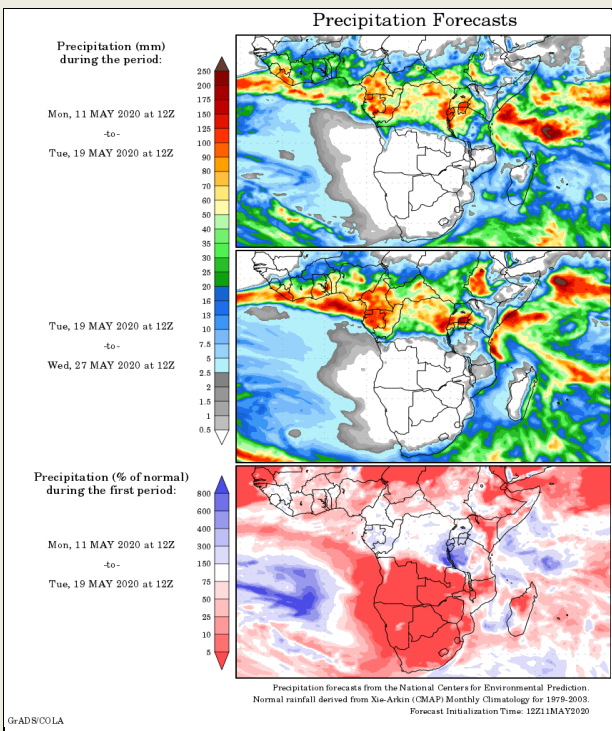 Precipitation Forecasts
Precipitation (mm)
during the period:
Mon, 11 MAY 2020 at 12Z
-to-
Tue, 19 MAY 2020 at 12Z
250
200
175
150
125
100
90
80
70
60
50
40
35
30
25
20
16
13
10
7.5
5
2.5
2
1.5
1
0.5
Tue, 19 MAY 2020 at 12Z
-to-
Wed, 27 MAY 2020 at 12Z
Precipitation (% of normal)
during the first period:
Mon, 11 MAY 2020 at 12Z
-to-
Tue, 19 MAY 2020 at 12Z
800
600
400
300
150
75
50
25
10
5
Precipitation forecasts from the National Centers for Environmental Prediction.
Normal rainfall derived from Xie-Arkin (CMAP) Monthly Climatology for 1979-2003.
Forecast Initialization Time: 12Z11MAY2020
GrADS/COLA